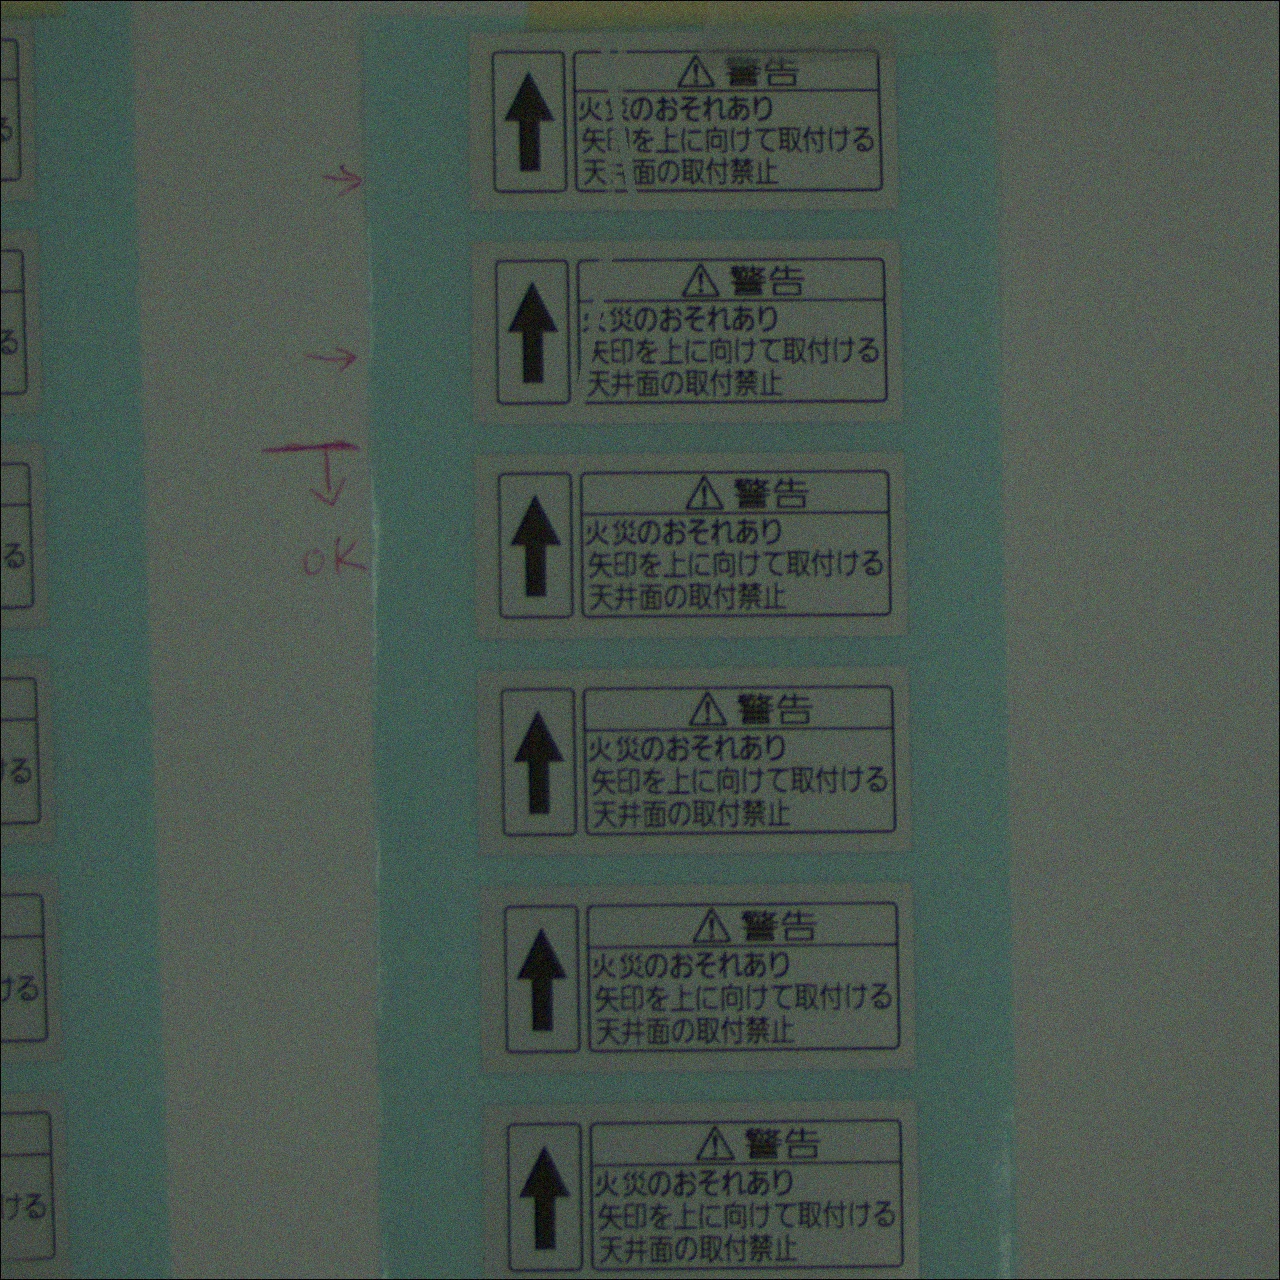 警告
火災のおそれあり
矢印を上に向けて取付ける
天井面の取付禁止
警告
火災のおそれあり
矢印を上に向けて取付ける
天井面の取付禁止
OK
警告
火災のおそれあり
矢印を上に向けて取付ける
天井面の取付禁止
警告
火災のおそれあり
矢印を上に向けて取付ける
天井面の取付禁止
警告
火災のおそれあり
矢印を上に向けて取付ける
天井面の取付禁止
警告
火災のおそれあり
矢印を上に向けて取付ける
天井面の取付禁止
る
る
る
ける
ける
ける